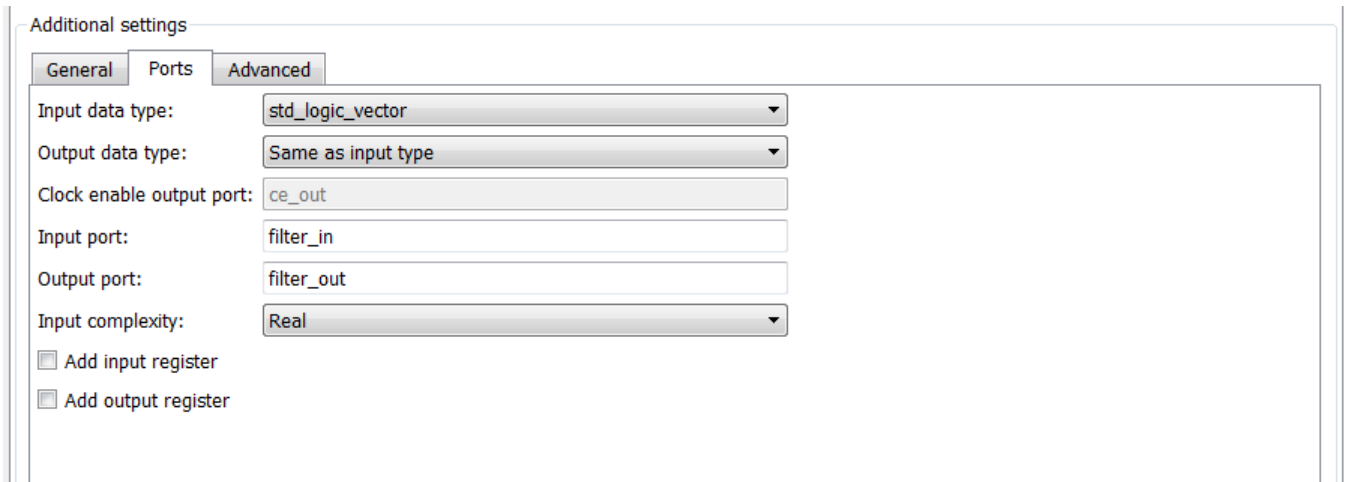 Additional settings
General Ports Advanced
Input data type: std_logic_vector
Output data type: Same as input type
Clock enable output port: ce_out
Input port: filter_in
Output port: filter_out
Input complexity: Real
Add input register
Add output register